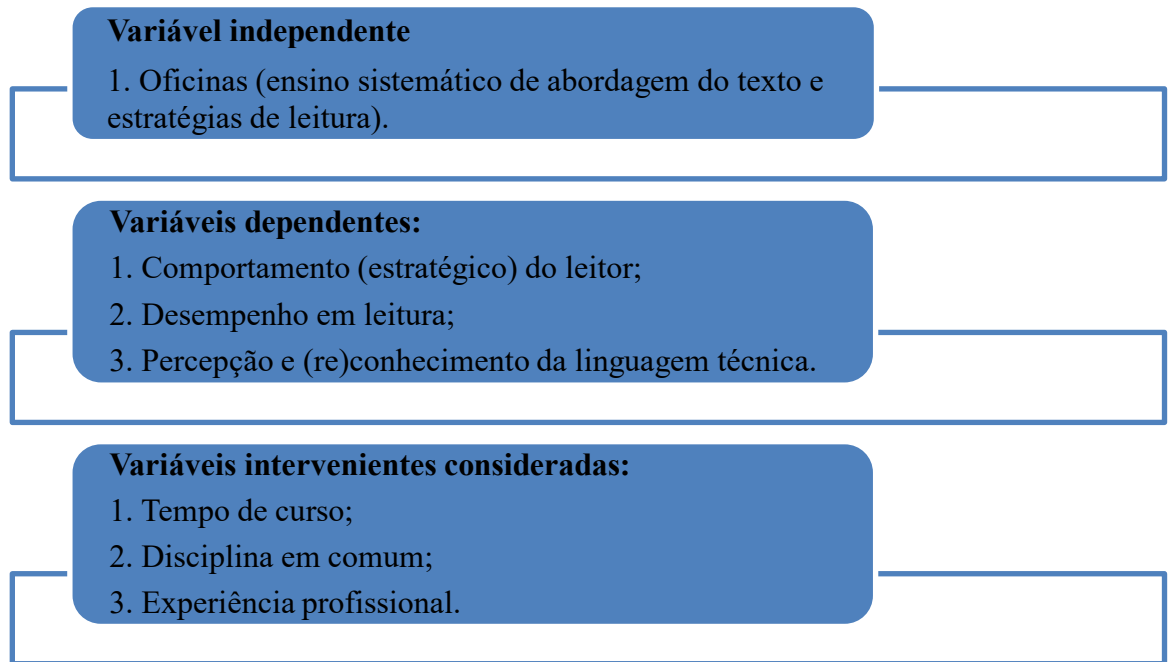 Variável independente
1. Oficinas (ensino sistemático de abordagem do texto e
estratégias de leitura).
Variáveis dependentes:
1. Comportamento (estratégico) do leitor;
2. Desempenho em leitura;
3. Percepção e (re)conhecimento da linguagem técnica.
Variáveis intervenientes consideradas:
1. Tempo de curso;
2. Disciplina em comum;
3. Experiência profissional.